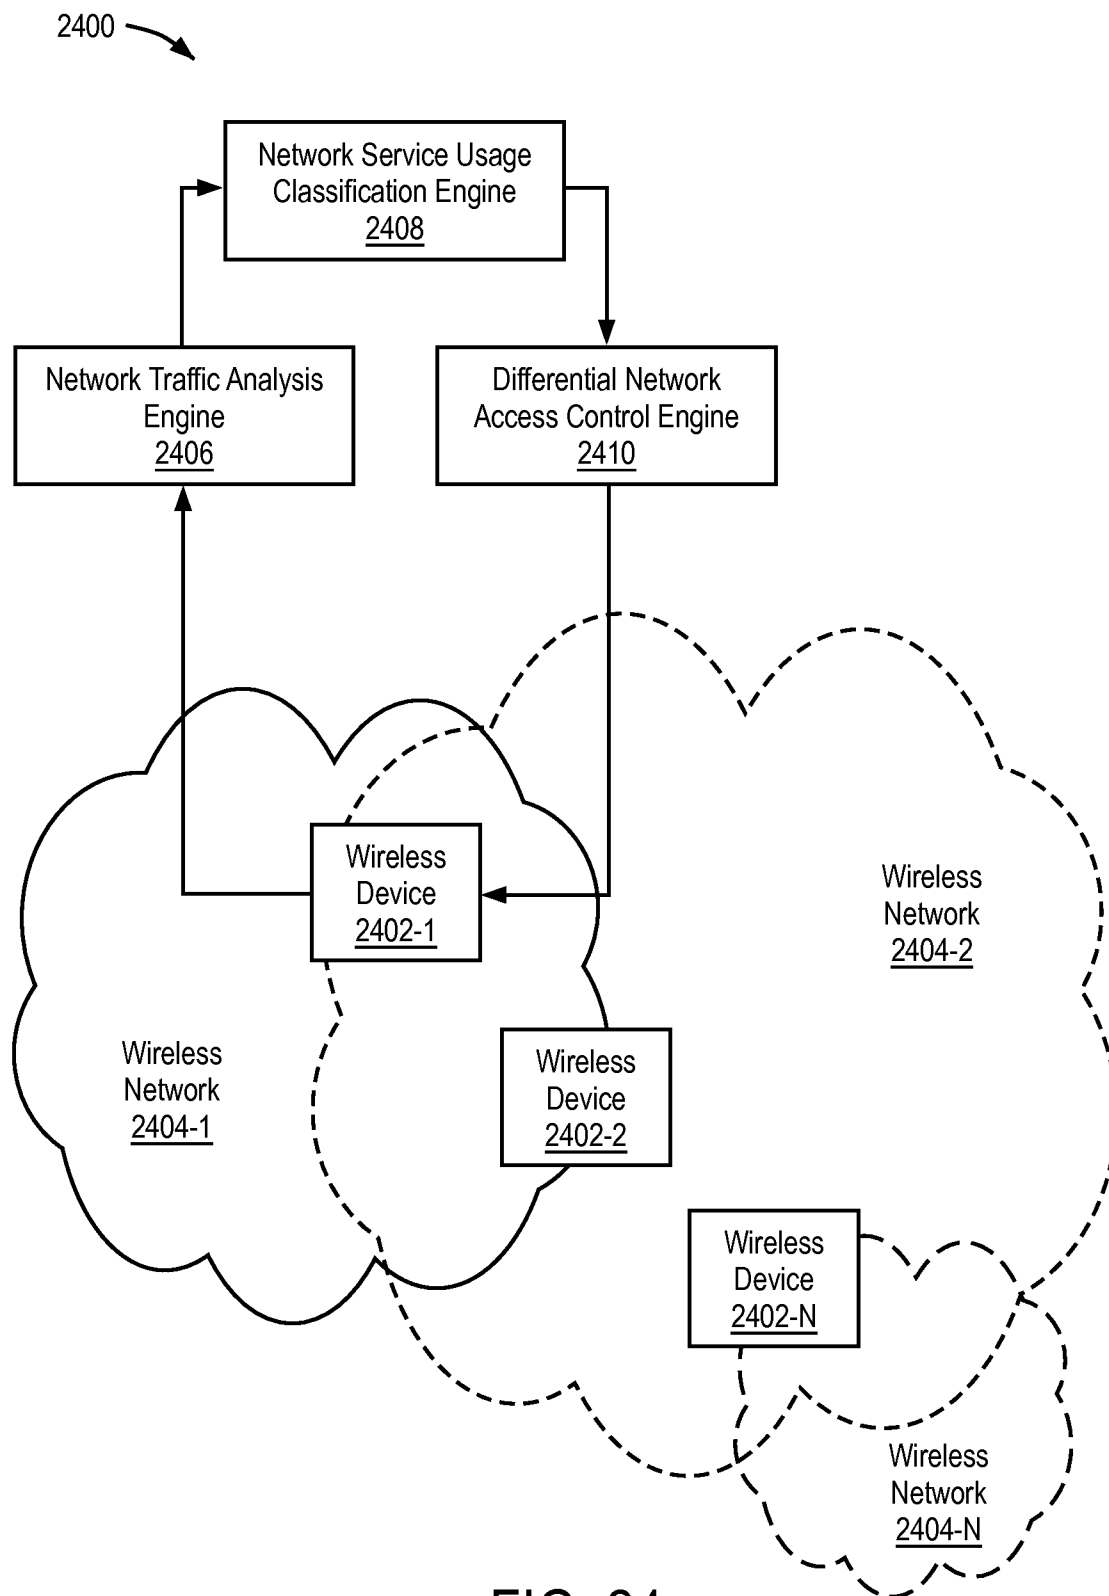 2400
Network Service Usage
Classification Engine
2408
Network Traffic Analysis
Engine
2406
Differential Network
Access Control Engine
2410
Wireless
Device
2402-1
Wireless
Network
2404-2
Wireless
Network
2404-1
Wireless
Device
2402-2
Wireless
Device
2402-N
Wireless
Network
2404-N